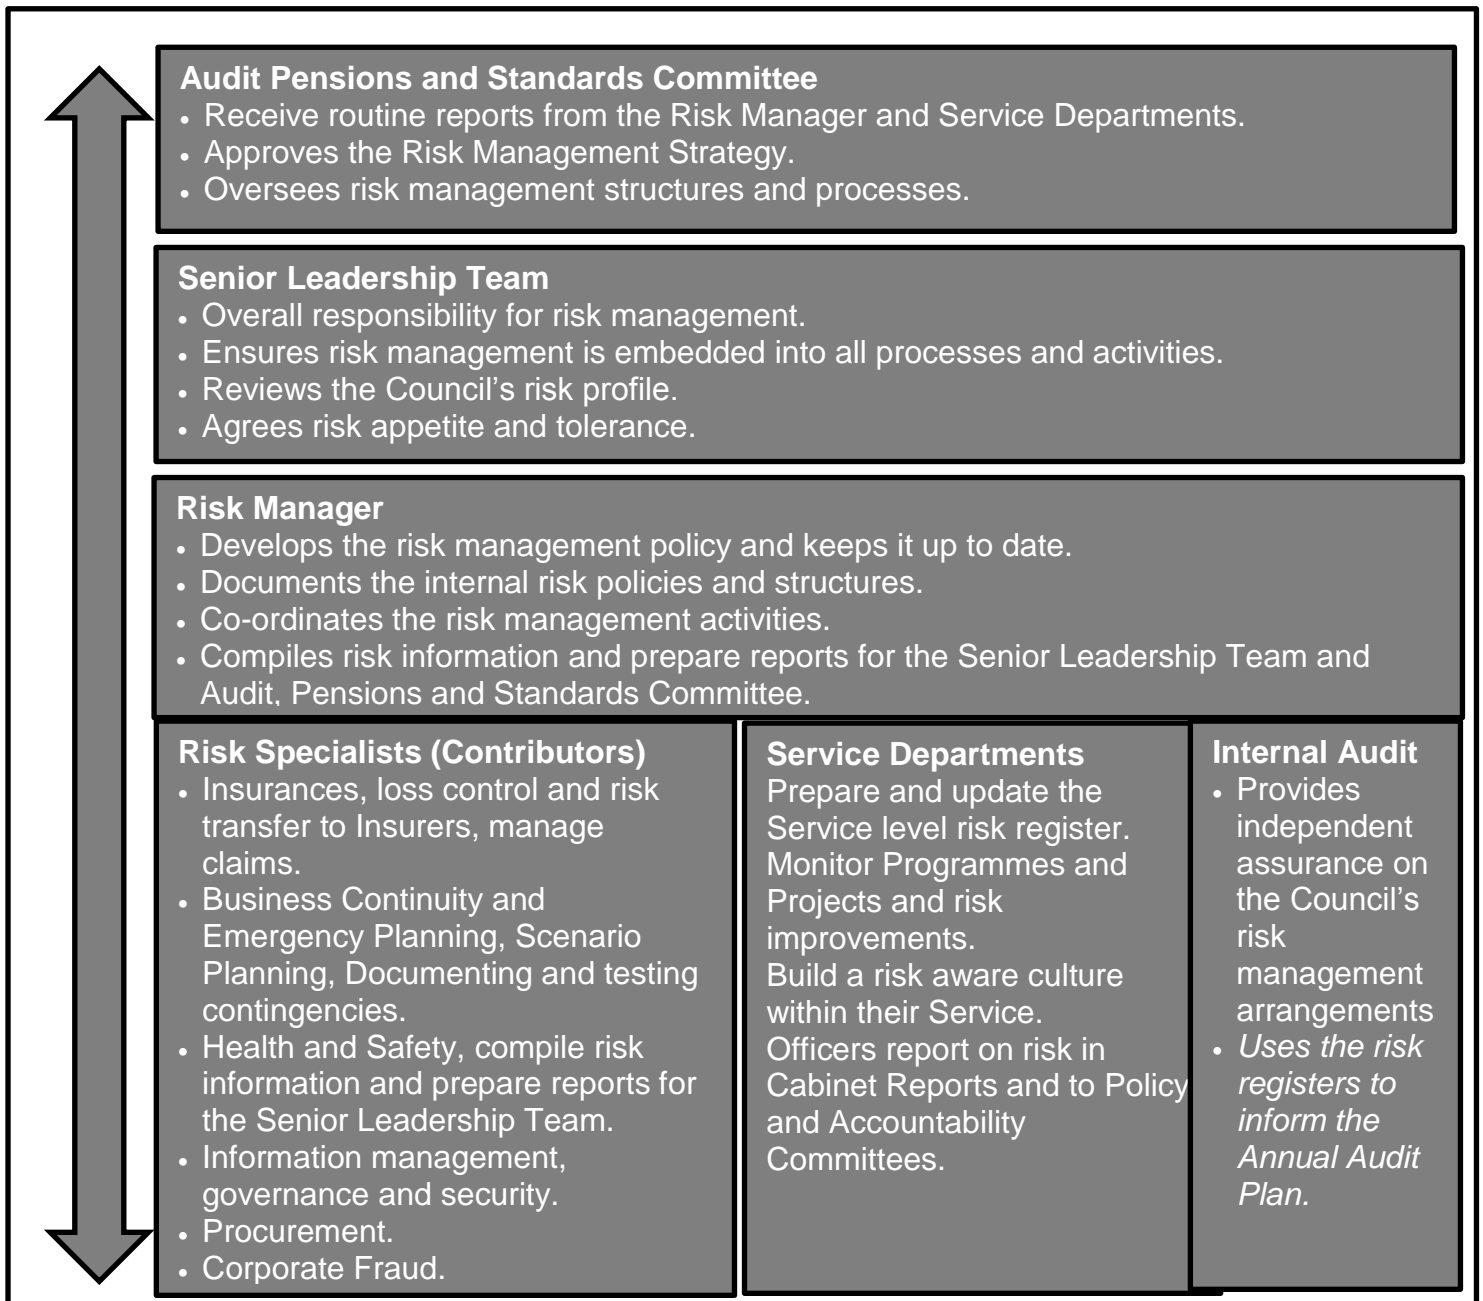 Audit Pensions and Standards Committee
• Receive routine reports from the Risk Manager and Service Departments.
• Approves the Risk Management Strategy.
• Oversees risk management structures and processes.
Senior Leadership Team
• Overall responsibility for risk management.
• Ensures risk management is embedded into all processes and activities.
• Reviews the Council’s risk profile.
• Agrees risk appetite and tolerance.
Risk Manager
• Develops the risk management policy and keeps it up to date.
• Documents the internal risk policies and structures.
• Co-ordinates the risk management activities.
• Compiles risk information and prepare reports for the Senior Leadership Team and
Audit, Pensions and Standards Committee.
Risk Specialists (Contributors)
• Insurances, loss control and risk
transfer to Insurers, manage
claims.
• Business Continuity and
Emergency Planning, Scenario
Planning, Documenting and testing
contingencies.
• Health and Safety, compile risk
information and prepare reports for
the Senior Leadership Team.
• Information management,
governance and security.
• Procurement.
• Corporate Fraud.
Service Departments
Prepare and update the
Service level risk register.
Monitor Programmes and
Projects and risk
improvements.
Build a risk aware culture
within their Service.
Officers report on risk in
Cabinet Reports and to Policy
and Accountability
Committees.
Internal Audit
• Provides
independent
assurance on
the Council’s
risk
management
arrangements
• Uses the risk
registers to
inform the
Annual Audit
Plan.